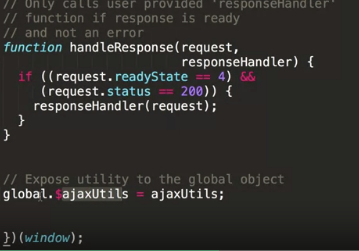 // Only calls user provided 'responseHandler'
// function if response is ready
// and not an error
function handleResponse(request,
responseHandler) {
if ((request.readyState == 4) &&
(request.status == 200)) {
responseHandler(request);
}
}
// Expose utility to the global object
global.$ajaxUtils = ajaxUtils;
})(window);